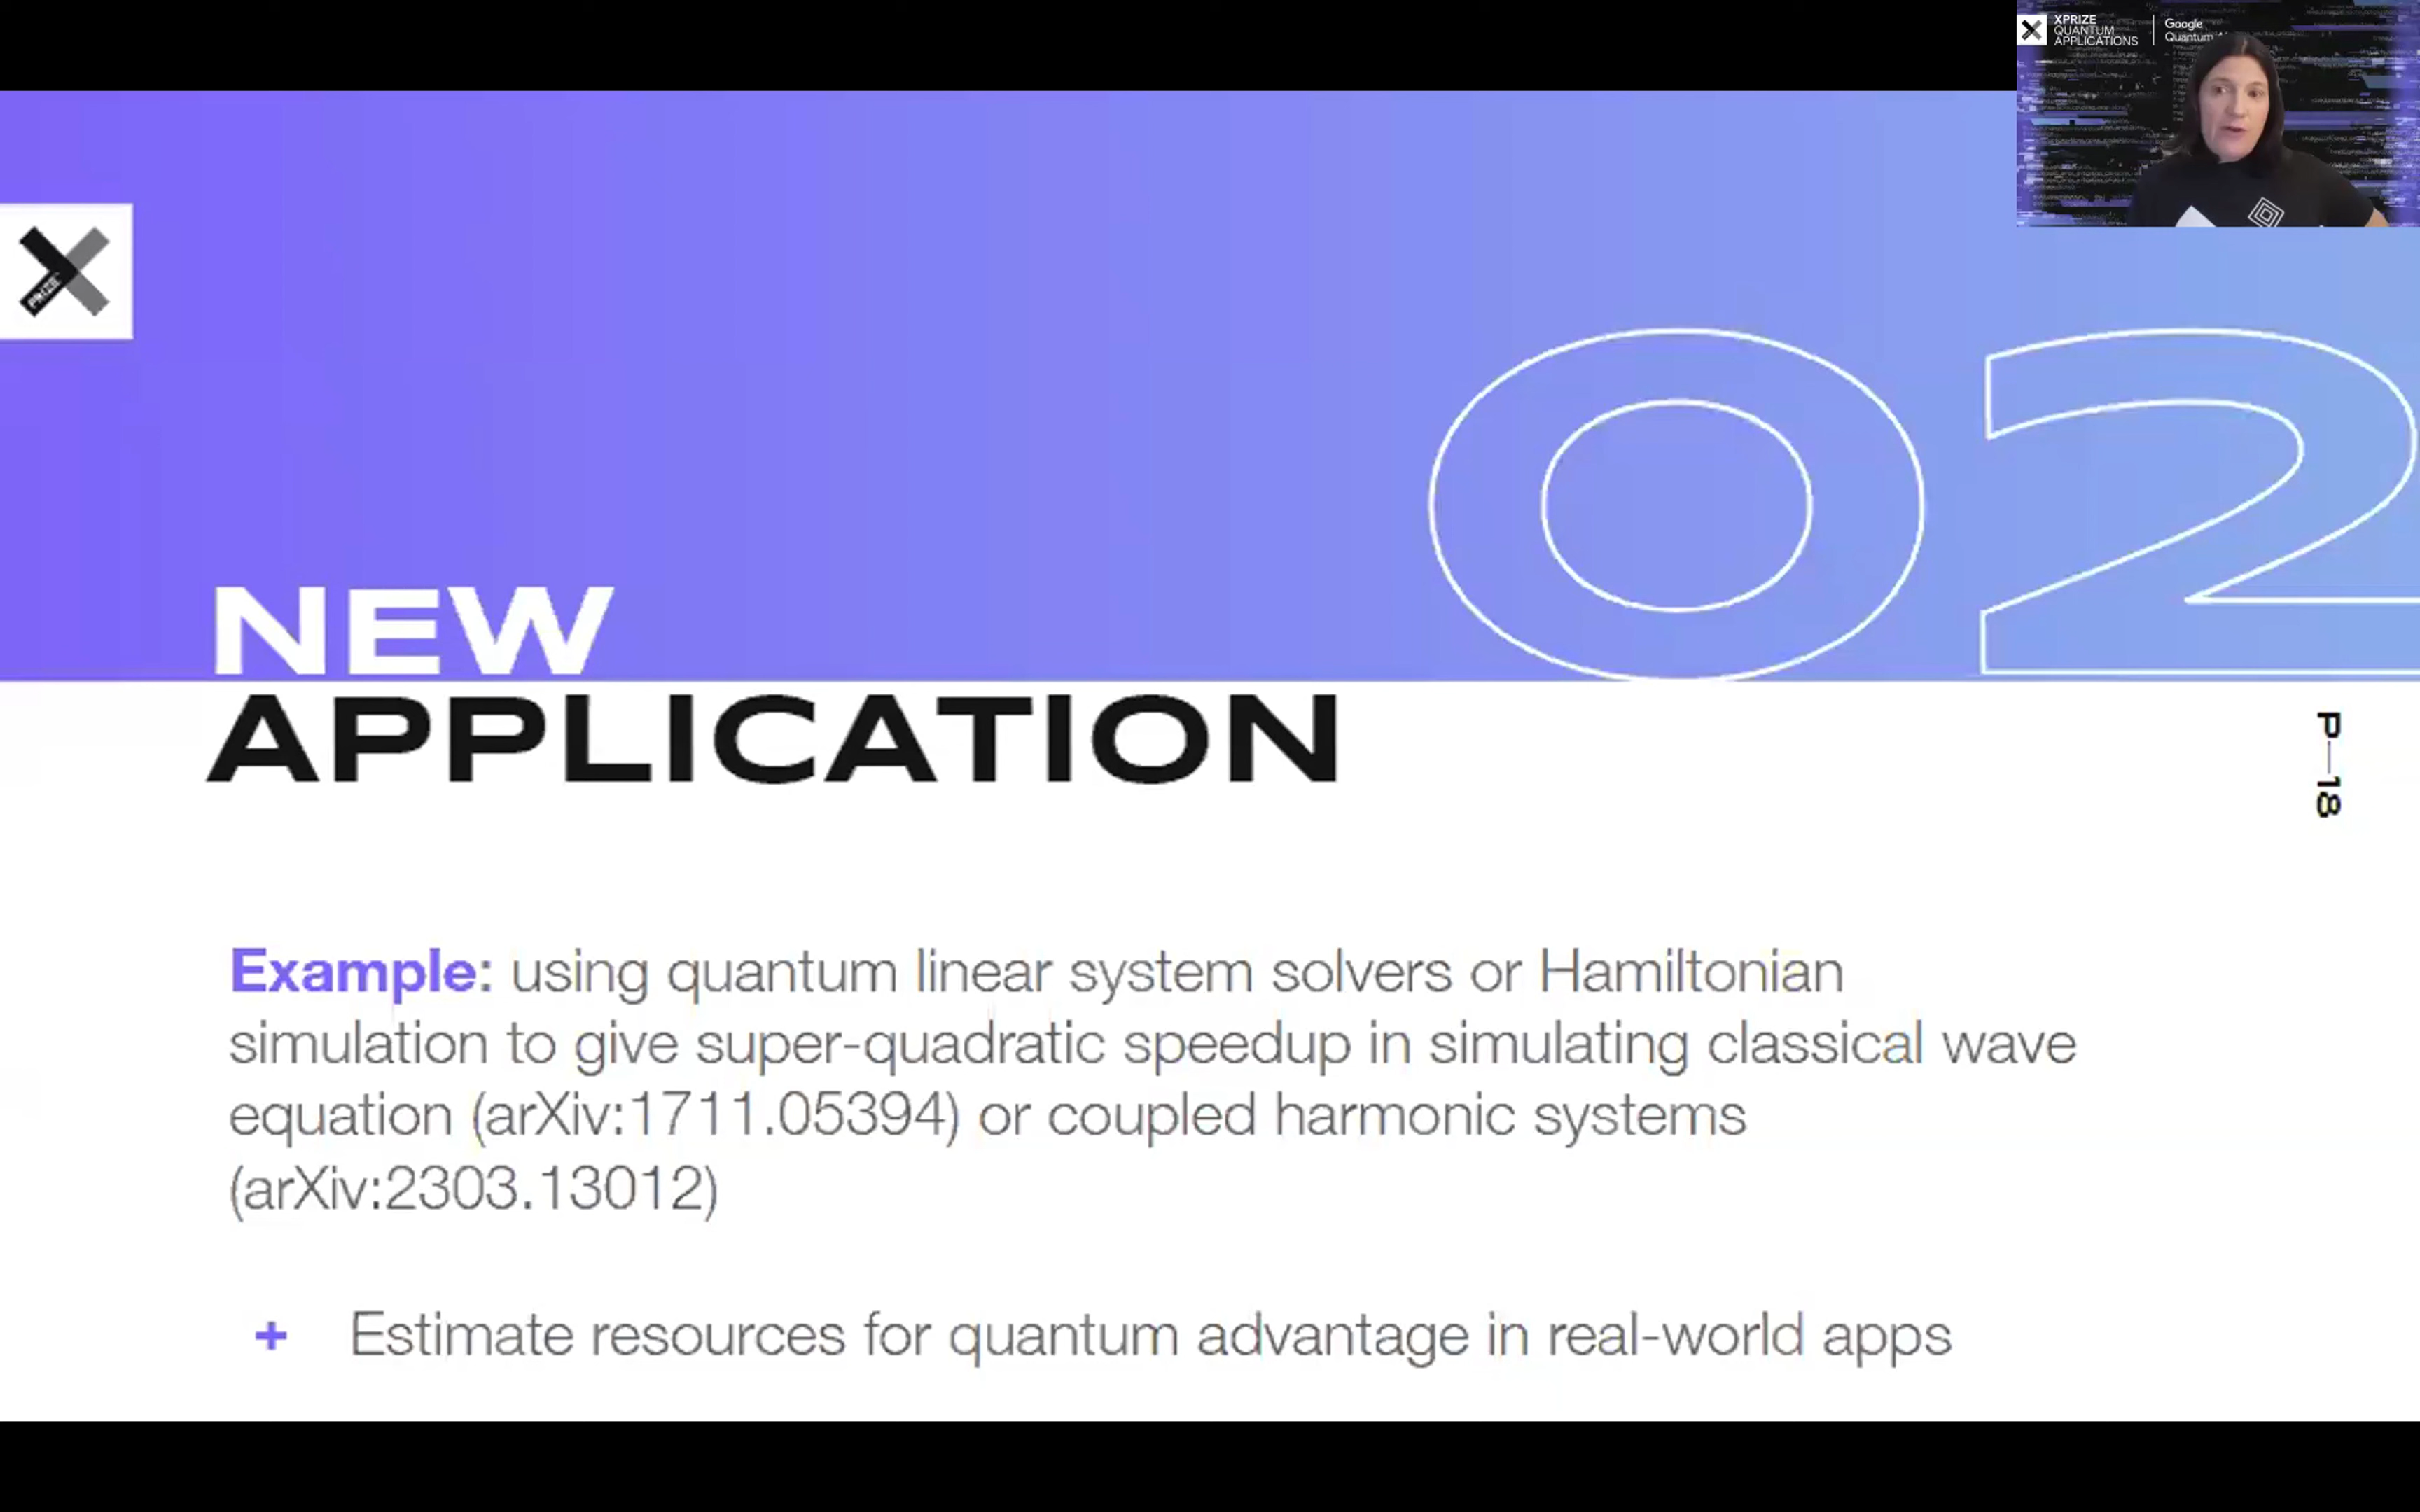 XPRIZE
QUANTUM
APPLICATIONS
Google
Quantum
PRIZE
02
NEW
APPLICATION
P—18
Example: using quantum linear system solvers or Hamiltonian
simulation to give super-quadratic speedup in simulating classical wave
equation (arXiv:1711.05394) or coupled harmonic systems
(arXiv:2303.13012)
+ Estimate resources for quantum advantage in real-world apps